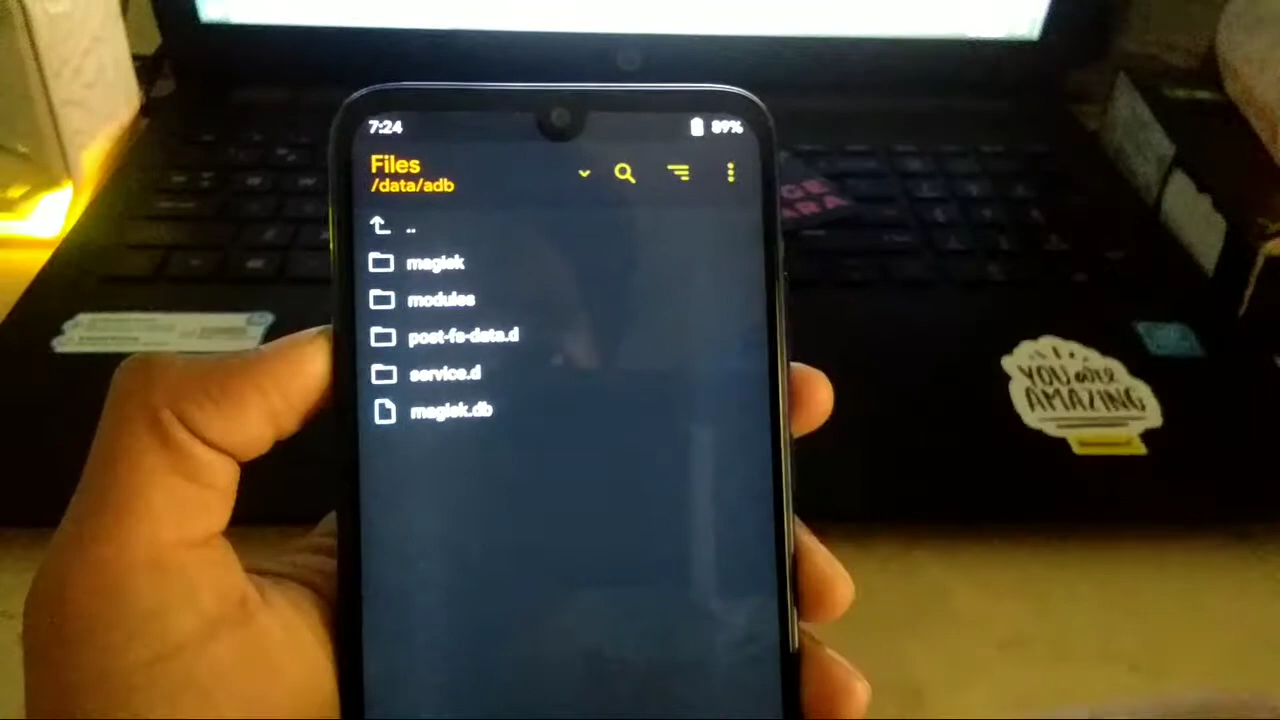 7:24 89%
Files
/data/adb
..
magisk
modules
post-fs-data.d
service.d
magisk.db
YOU are
AMAZING